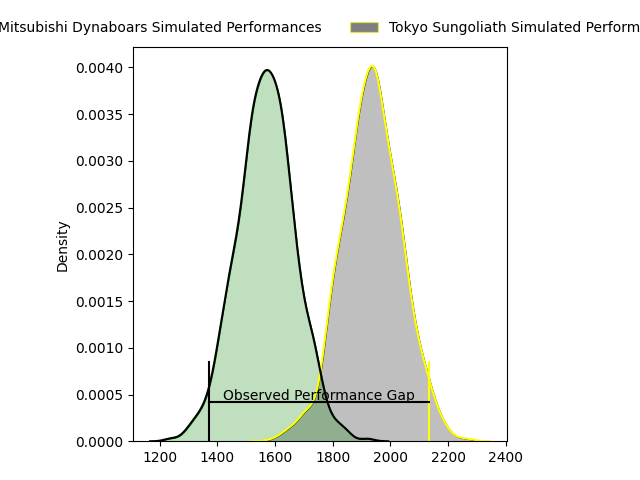 Mitsubishi Dynaboars Simulated Performances
Tokyo Sungoliath Simulated Perform
0.0040
0.0035
0.0030
0.0025
0.0020
0.0015
0.0010
0.0005
0.0000
Density
Observed Performance Gap
1200 1400 1600 1800 2000 2200 2400